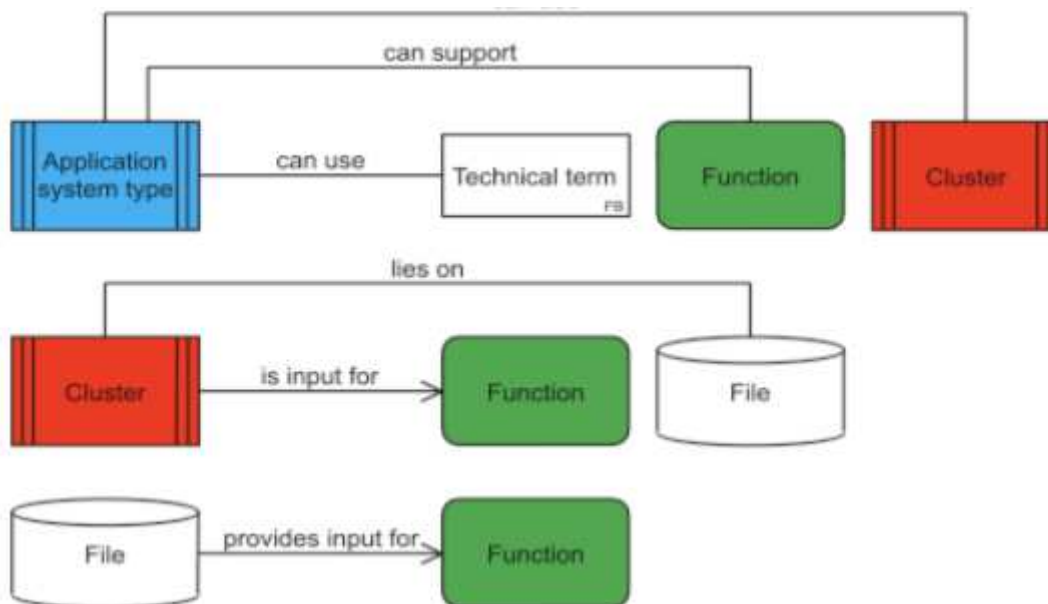 can support
Application
system type
can use
Technical term
FB
Function
Cluster
lies on
Cluster
is input for
Function
File
File
provides input for
Function